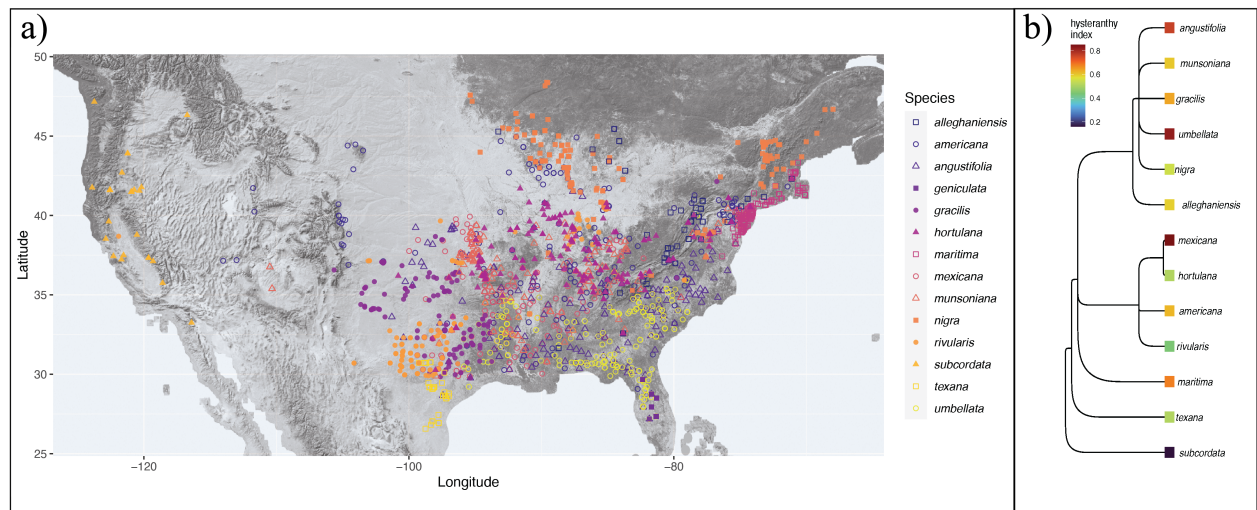 a)
50
45
40
35
30
25
Latitude
−120
−100
−80
Longitude
Species
alleghaniensis
americana
angustifolia
geniculata
gracilis
hortulana
maritima
mexicana
munsoniana
nigra
rivularis
subcordata
texana
umbellata
b)
hysteranthy
index
0.8
0.6
0.4
0.2
angustifolia
munsoniana
gracilis
umbellata
nigra
alleghaniensis
mexicana
hortulana
americana
rivularis
maritima
texana
subcordata